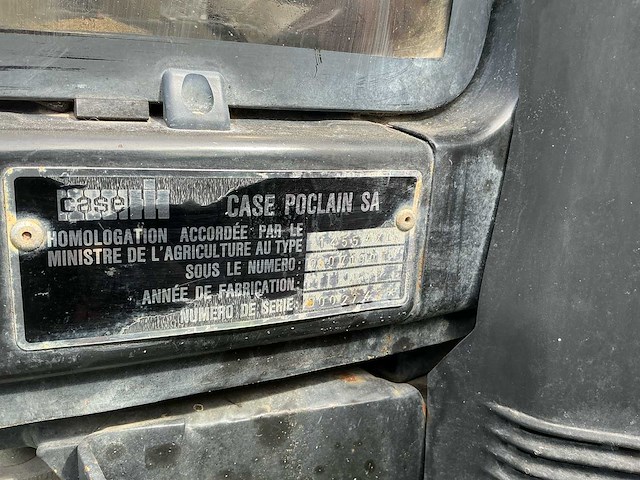 case IH
CASE POCLAIN SA
HOMOLOGATION ACCORDÉE PAR LE
MINISTRE DE L'AGRICULTURE AU TYPE
SOUS LE NUMERO:
ANNÉE DE FABRICATION:
NUMERO DE SERIE: